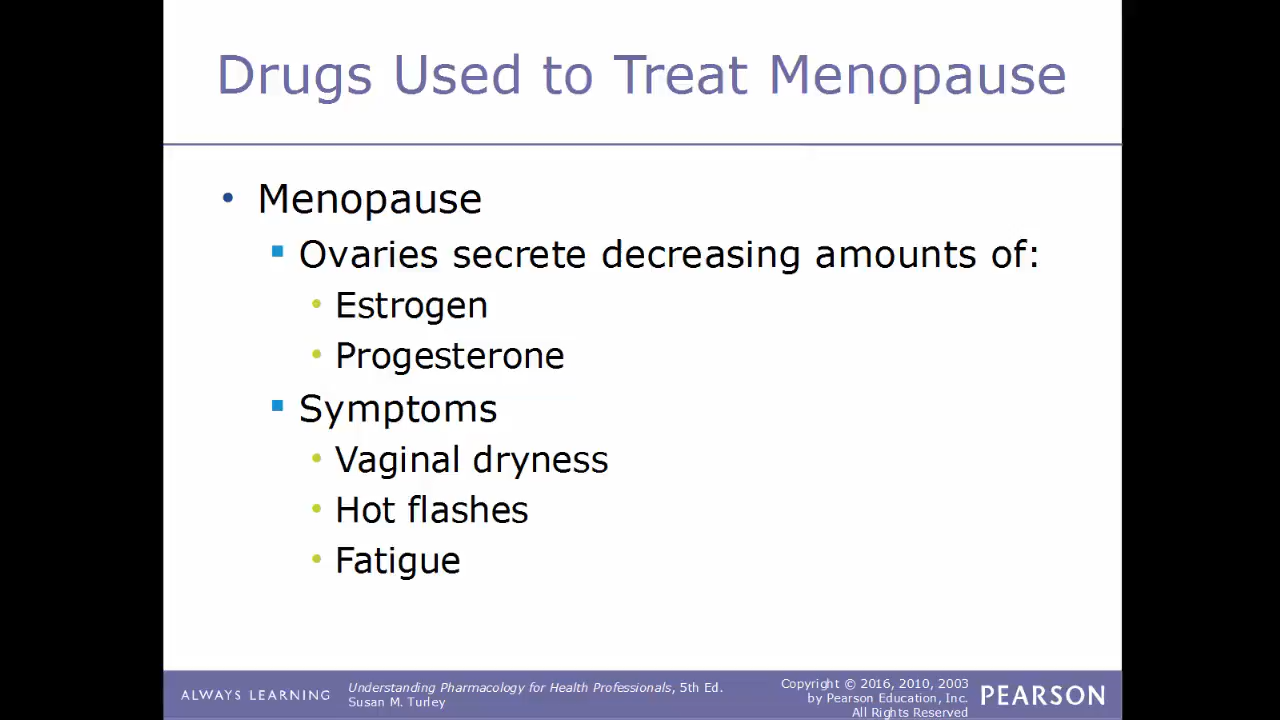 Drugs Used to Treat Menopause
• Menopause
▪ Ovaries secrete decreasing amounts of:
• Estrogen
• Progesterone
▪ Symptoms
• Vaginal dryness
• Hot flashes
• Fatigue
ALWAYS LEARNING
Understanding Pharmacology for Health Professionals, 5th Ed.
Susan M. Turley
Copyright © 2016, 2010, 2003
by Pearson Education, Inc.
All Rights Reserved
PEARSON